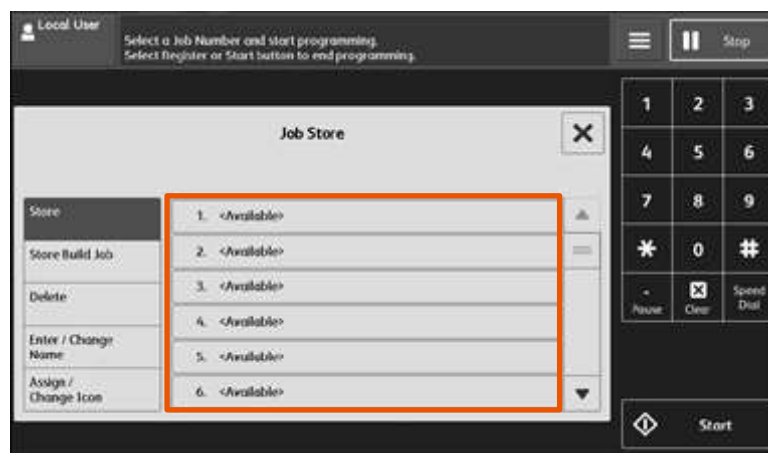 Local User
Select a Job Number and start programming.
Select Register or Start button to end programming.
Stop
Job Store
Store
Store Build Job
Delete
Enter / Change
Name
Assign /
Change Icon
1. <Available>
2. <Available>
3. <Available>
4. <Available>
5. <Available>
6. <Available>
1 2 3
4 5 6
7 8 9
* 0 #
-
Pause
Clear
Speed
Dial
Start